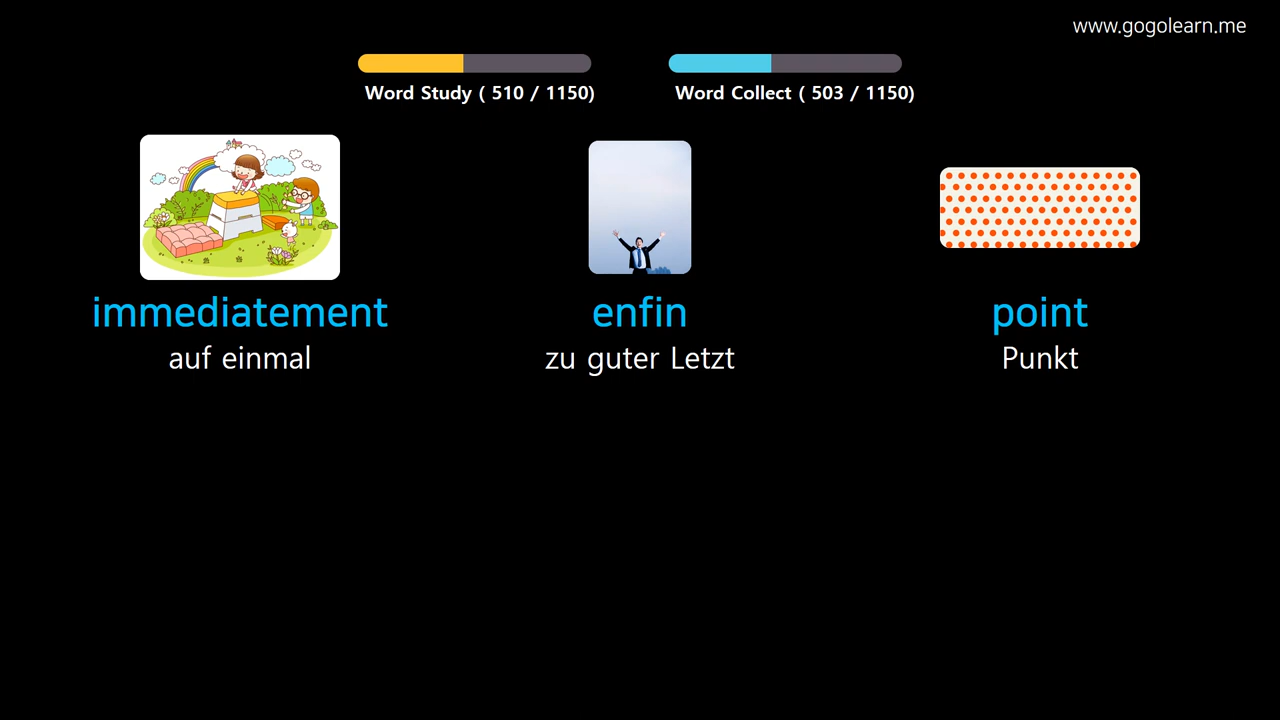 www.gogolearn.me
Word Study ( 510 / 1150)
Word Collect ( 503 / 1150)
immediatement
enfin
point
auf einmal
zu guter Letzt
Punkt